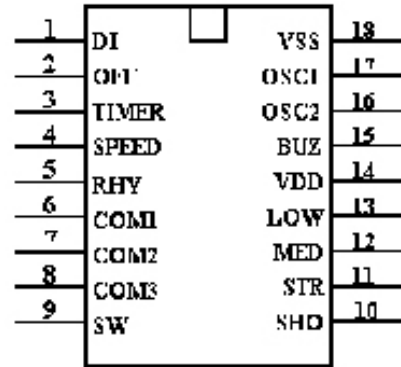 1 DI VSS 18
2 OFF OSC1 17
3 TIMER OSC2 16
4 SPEED BUZ 15
5 RHY VDD 14
6 COM1 LOW 13
7 COM2 MED 12
8 COM3 STR 11
9 SW SHO 10